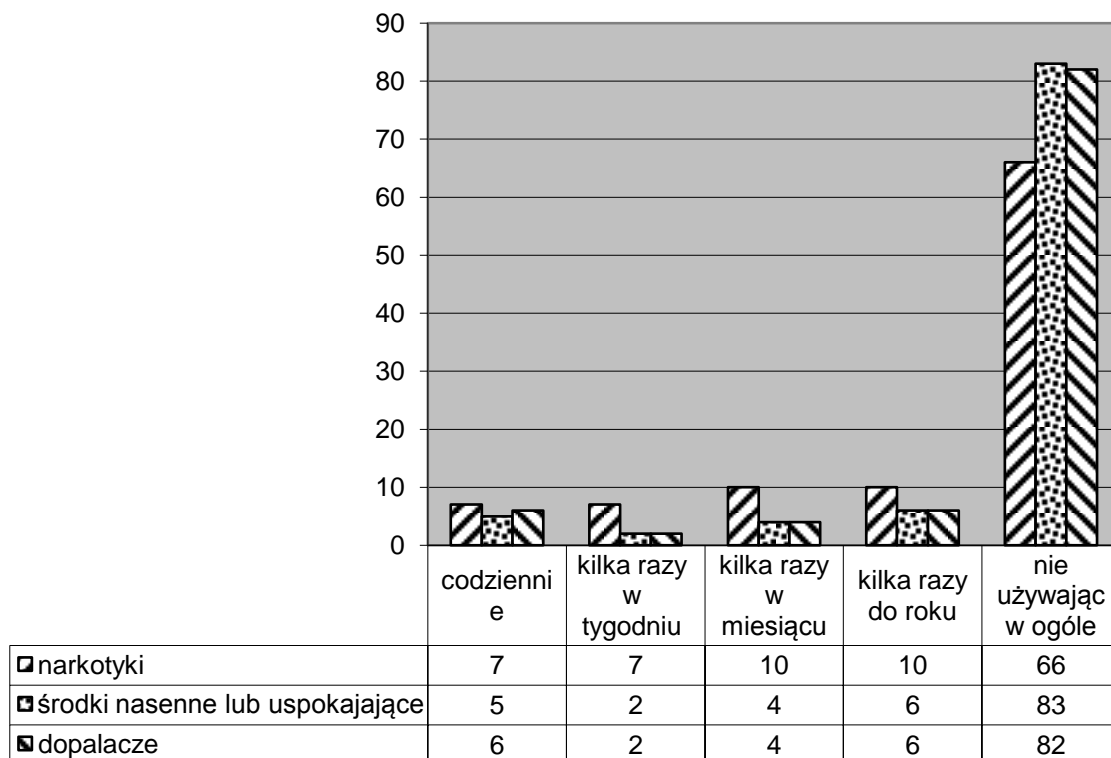 90
80
70
60
50
40
30
20
10
0
codzienni
e
kilka razy
w
tygodniu
kilka razy
w
miesiącu
kilka razy
do roku
nie
używając
w ogóle
narkotyki 7 7 10 10 66
środki nasenne lub uspokajające 5 2 4 6 83
dopalacze 6 2 4 6 82